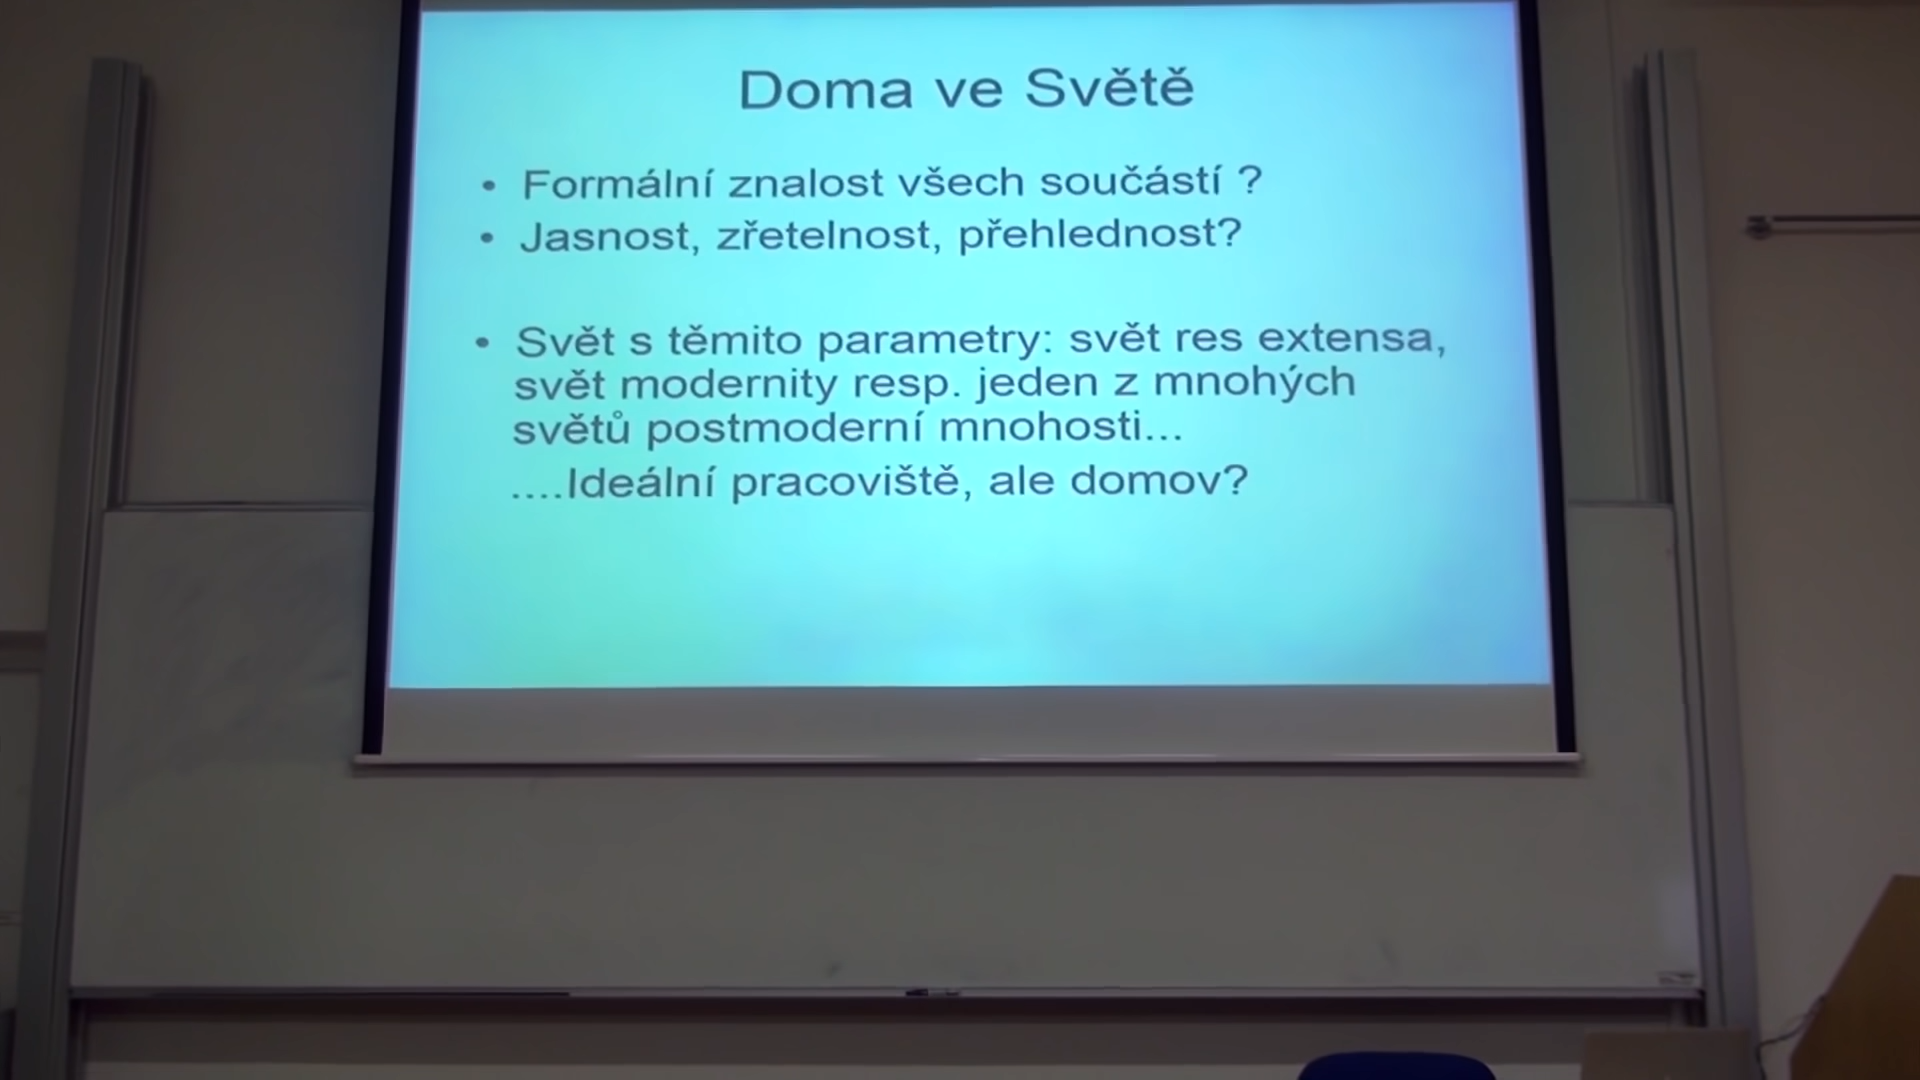 Doma ve Světě
• Formální znalost všech součástí ?
• Jasnost, zřetelnost, přehlednost?
• Svět s těmito parametry: svět res extensa,
svět modernity resp. jeden z mnohých
světů postmoderní mnohosti...
....Ideální pracoviště, ale domov?